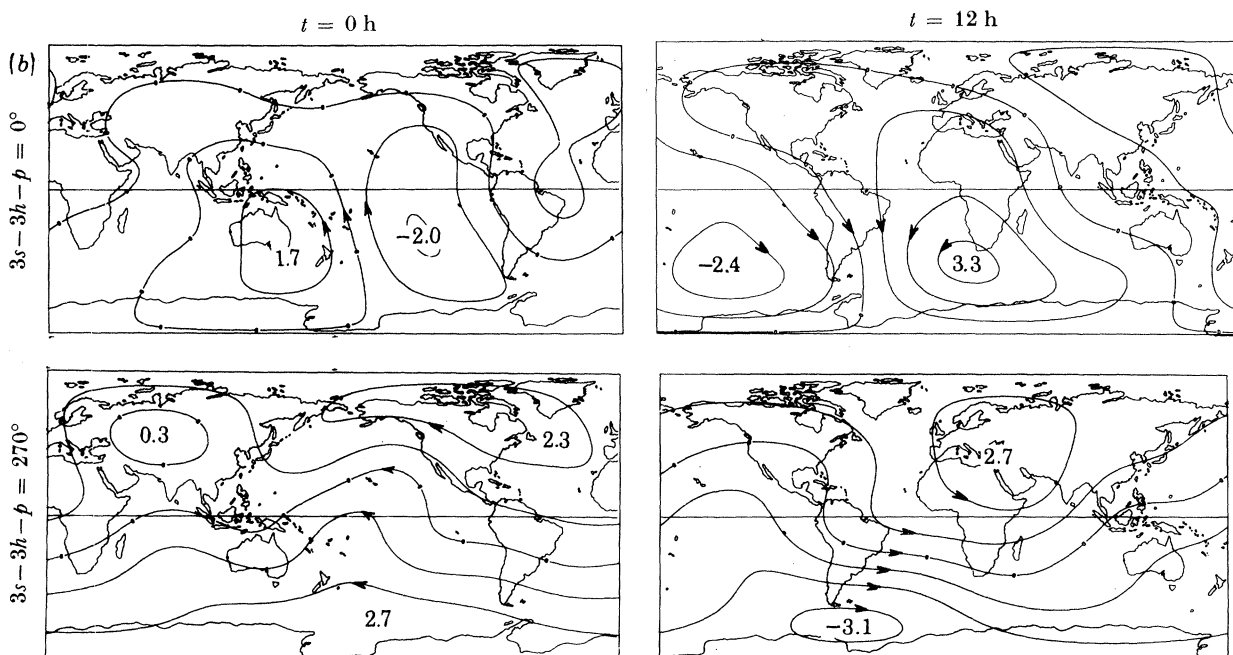 t = 0 h
t = 12 h
(b)
3s − 3h − p = 0°
1.7
−2.0
−2.4
3.3
3s − 3h − p = 270°
0.3
2.3
2.7
2.7
−3.1